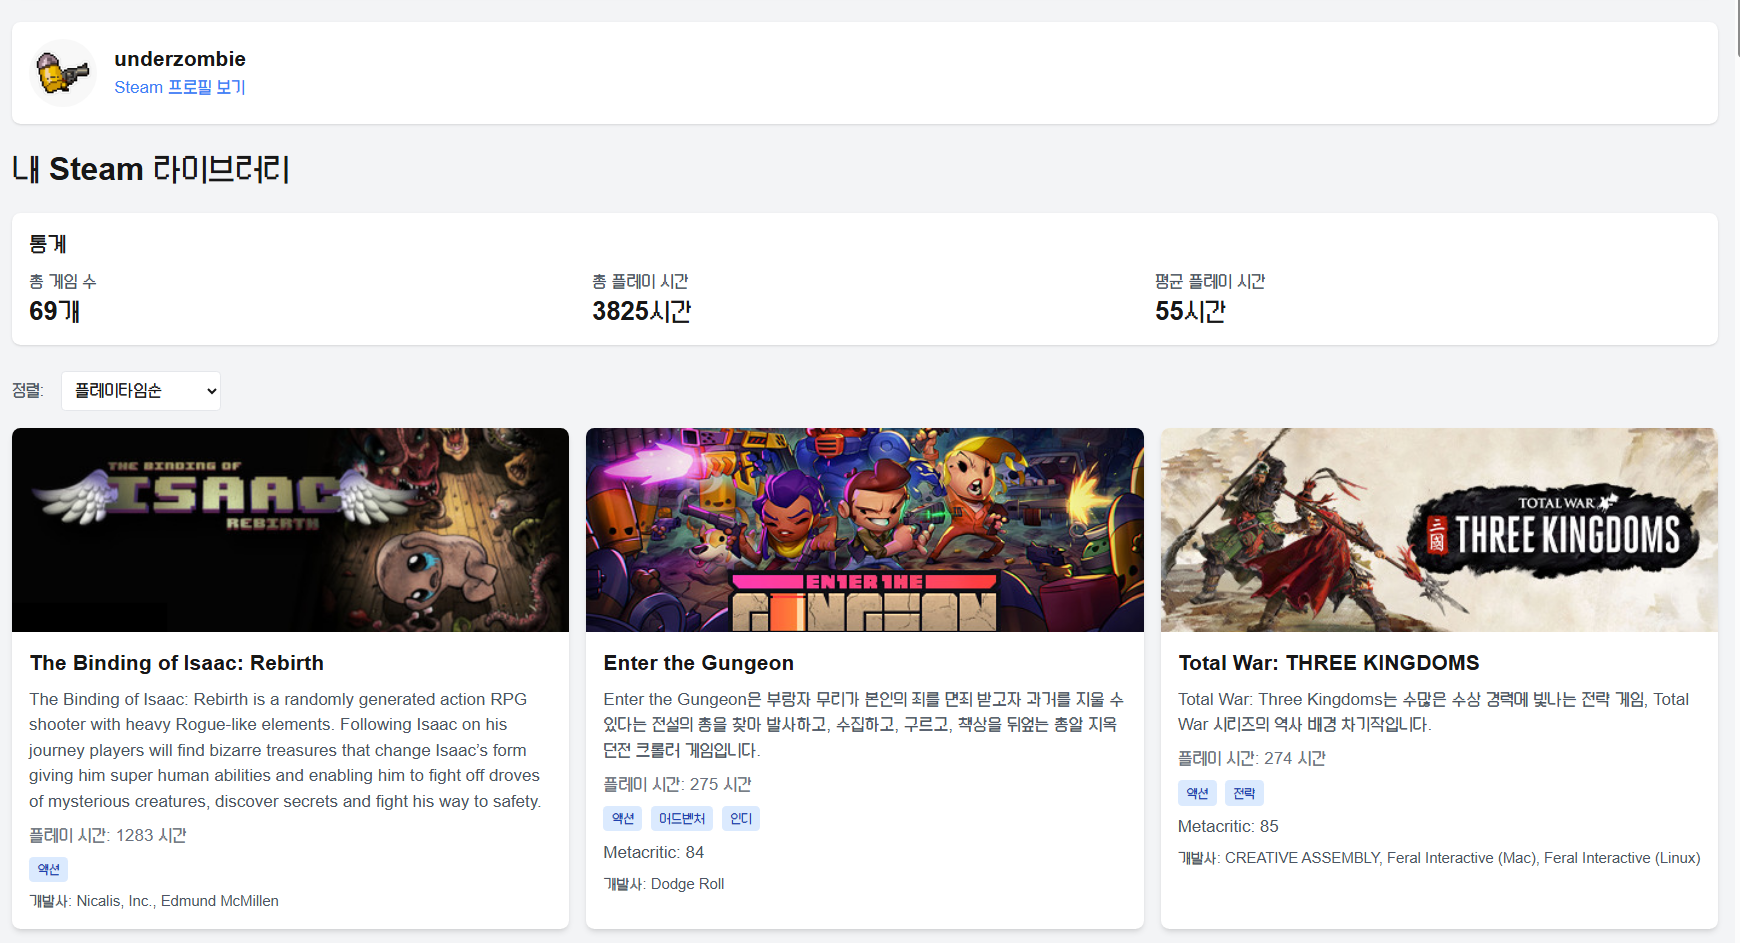 underzombie
Steam 프로필 보기
내 Steam 라이브러리
통계
총 게임 수
69개
총 플레이 시간
3825시간
평균 플레이 시간
55시간
정렬:
플레이타임순
THE BINDING OF
ISAAC
REBIRTH
The Binding of Isaac: Rebirth
The Binding of Isaac: Rebirth is a randomly generated action RPG
shooter with heavy Rogue-like elements. Following Isaac on his
journey players will find bizarre treasures that change Isaac’s form
giving him super human abilities and enabling him to fight off droves
of mysterious creatures, discover secrets and fight his way to safety.
플레이 시간: 1283 시간
액션
개발사: Nicalis, Inc., Edmund McMillen
ENTER THE
GUNGEON
Enter the Gungeon
Enter the Gungeon은 부랑자 무리가 본인의 죄를 면죄 받고자 과거를 지울 수
있다는 전설의 총을 찾아 발사하고, 수집하고, 구르고, 책상을 뒤엎는 총알 지옥
던전 크롤러 게임입니다.
플레이 시간: 275 시간
액션
어드벤처
인디
Metacritic: 84
개발사: Dodge Roll
TOTAL WAR
三國
THREE KINGDOMS
Total War: THREE KINGDOMS
Total War: Three Kingdoms는 수많은 수상 경력에 빛나는 전략 게임, Total
War 시리즈의 역사 배경 차기작입니다.
플레이 시간: 274 시간
액션
전략
Metacritic: 85
개발사: CREATIVE ASSEMBLY, Feral Interactive (Mac), Feral Interactive (Linux)